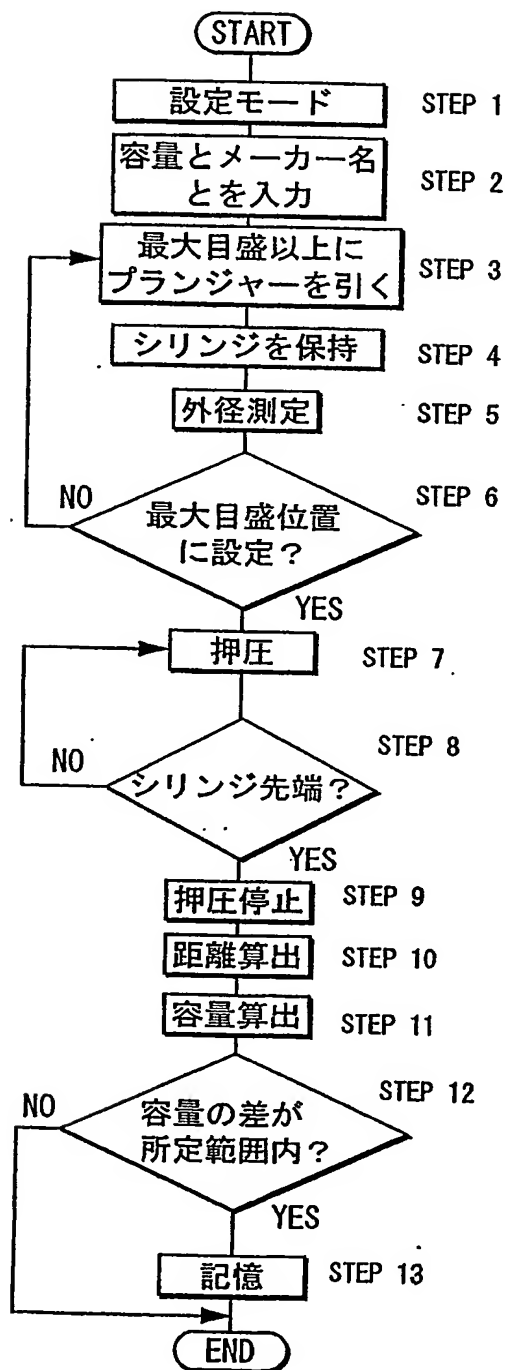 START
設定モード STEP 1
容量とメーカー名
とを入力 STEP 2
最大目盛以上に
プランジャーを引く STEP 3
シリンジを保持 STEP 4
外径測定 STEP 5
STEP 6
NO
最大目盛位置
に設定？
YES
押圧 STEP 7
STEP 8
NO
シリンジ先端？
YES
押圧停止 STEP 9
距離算出 STEP 10
容量算出 STEP 11
STEP 12
NO
容量の差が
所定範囲内？
YES
記憶 STEP 13
END